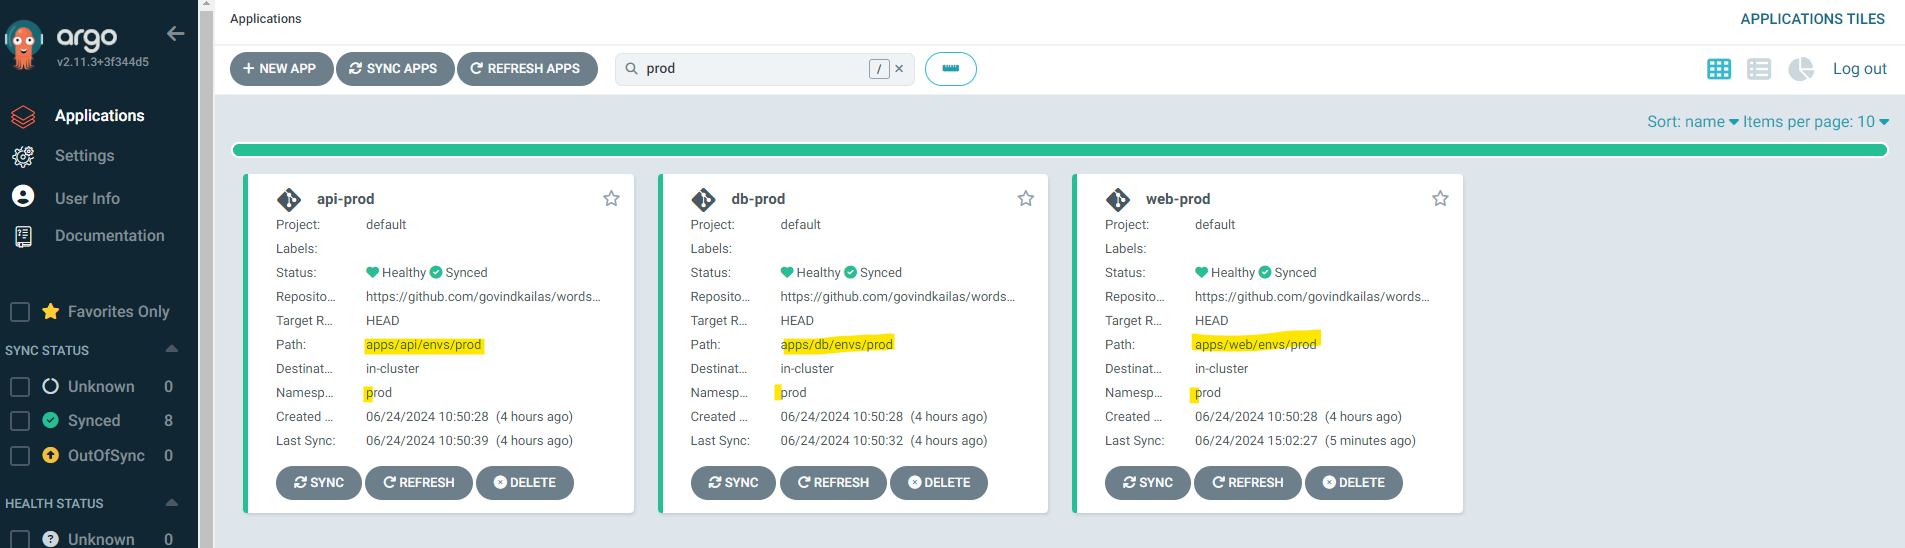 argo
v2.11.3+3f344d5
Applications
Settings
User Info
Documentation
Favorites Only
SYNC STATUS
Unknown 0
Synced 8
OutOfSync 0
HEALTH STATUS
Unknown 0
Applications
APPLICATIONS TILES
+ NEW APP
SYNC APPS
REFRESH APPS
prod
/
Log out
Sort: name
Items per page: 10
api-prod
Project: default
Labels:
Status: Healthy Synced
Reposito... https://github.com/govindkailas/words...
Target R... HEAD
Path: apps/api/envs/prod
Destinat... in-cluster
Namesp... prod
Created ... 06/24/2024 10:50:28 (4 hours ago)
Last Sync: 06/24/2024 10:50:39 (4 hours ago)
SYNC REFRESH DELETE
db-prod
Project: default
Labels:
Status: Healthy Synced
Reposito... https://github.com/govindkailas/words...
Target R... HEAD
Path: apps/db/envs/prod
Destinat... in-cluster
Namesp... prod
Created ... 06/24/2024 10:50:28 (4 hours ago)
Last Sync: 06/24/2024 10:50:32 (4 hours ago)
SYNC REFRESH DELETE
web-prod
Project: default
Labels:
Status: Healthy Synced
Reposito... https://github.com/govindkailas/words...
Target R... HEAD
Path: apps/web/envs/prod
Destinat... in-cluster
Namesp... prod
Created ... 06/24/2024 10:50:28 (4 hours ago)
Last Sync: 06/24/2024 15:02:27 (5 minutes ago)
SYNC REFRESH DELETE